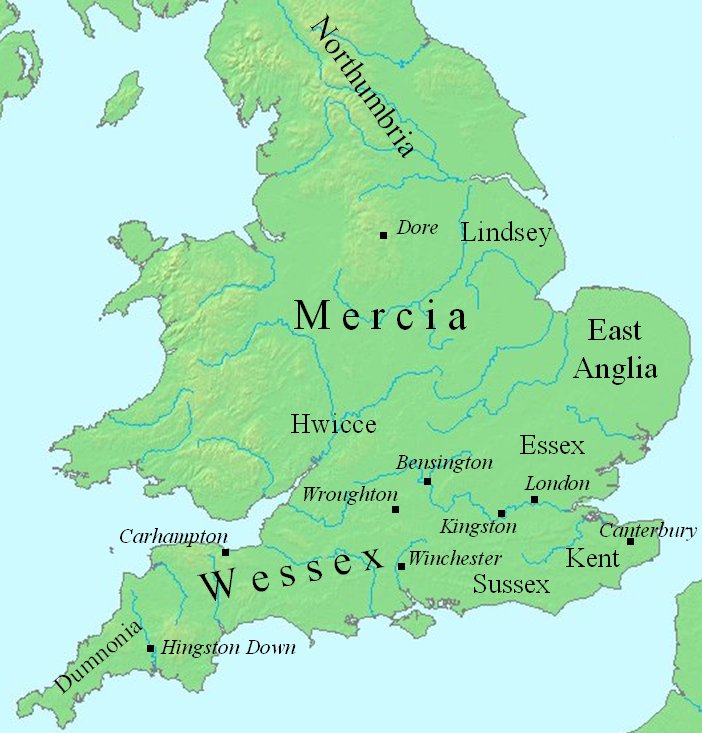 Northumbria
Dore
Lindsey
Mercia
East
Anglia
Hwicce
Essex
Bensington
London
Wroughton
Kingston
Canterbury
Carhampton
Winchester
Kent
Wessex
Sussex
Dumnonia
Hingston Down